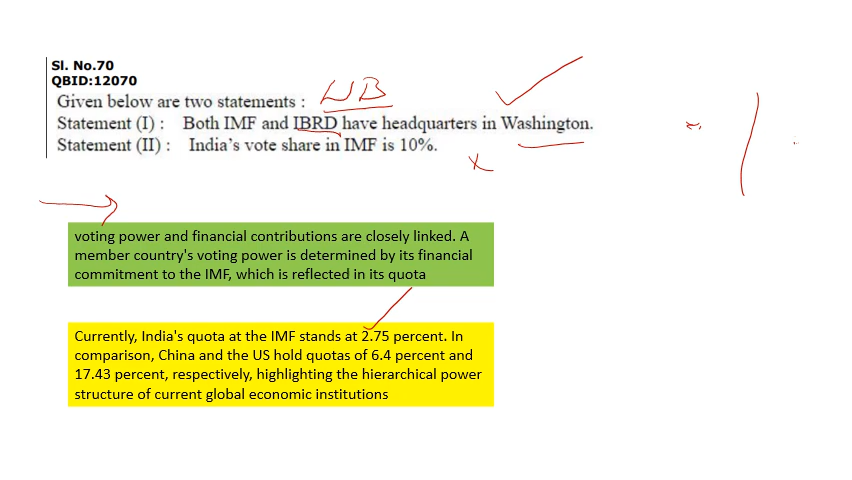 Sl. No.70
QBID:12070
WB
Given below are two statements :
Statement (I) : Both IMF and IBRD have headquarters in Washington.
Statement (II) : India's vote share in IMF is 10%.
voting power and financial contributions are closely linked. A
member country's voting power is determined by its financial
commitment to the IMF, which is reflected in its quota
Currently, India's quota at the IMF stands at 2.75 percent. In
comparison, China and the US hold quotas of 6.4 percent and
17.43 percent, respectively, highlighting the hierarchical power
structure of current global economic institutions